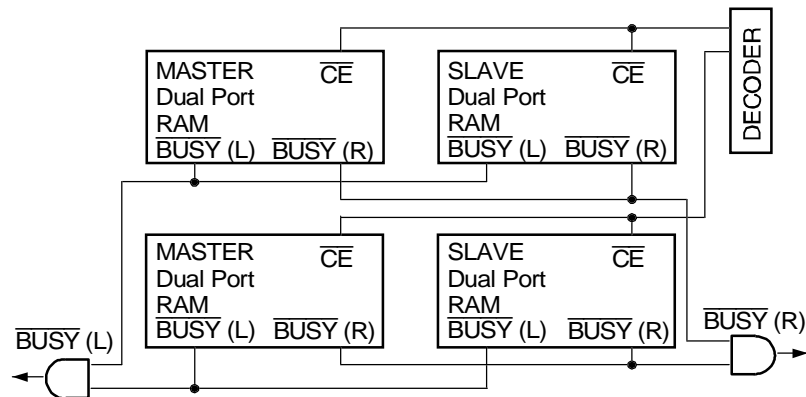 MASTER
Dual Port
RAM
CE
BUSY (L) BUSY (R)
SLAVE
Dual Port
RAM
CE
BUSY (L) BUSY (R)
DECODER
MASTER
Dual Port
RAM
CE
BUSY (L) BUSY (R)
SLAVE
Dual Port
RAM
CE
BUSY (L) BUSY (R)
BUSY (L)
BUSY (R)